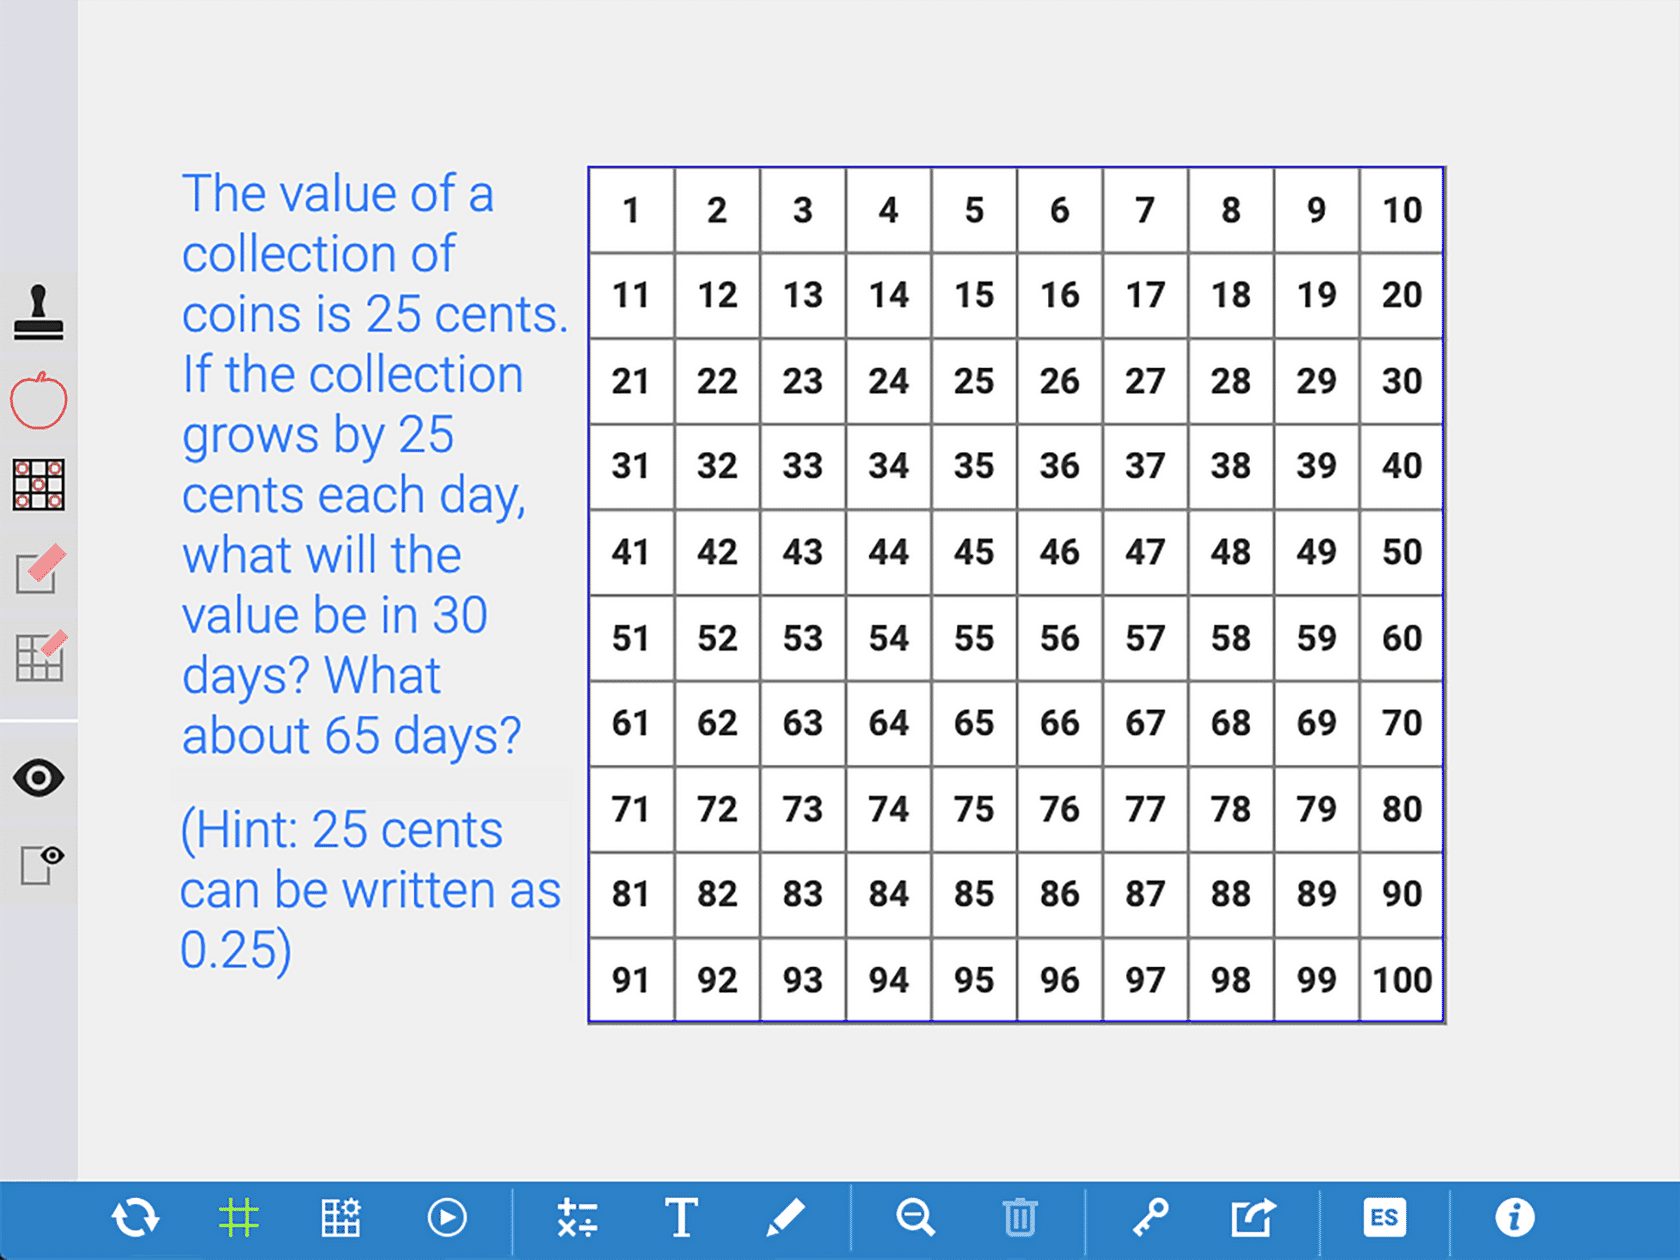 The value of a
collection of
coins is 25 cents.
If the collection
grows by 25
cents each day,
what will the
value be in 30
days? What
about 65 days?
(Hint: 25 cents
can be written as
0.25)
1 2 3 4 5 6 7 8 9 10
11 12 13 14 15 16 17 18 19 20
21 22 23 24 25 26 27 28 29 30
31 32 33 34 35 36 37 38 39 40
41 42 43 44 45 46 47 48 49 50
51 52 53 54 55 56 57 58 59 60
61 62 63 64 65 66 67 68 69 70
71 72 73 74 75 76 77 78 79 80
81 82 83 84 85 86 87 88 89 90
91 92 93 94 95 96 97 98 99 100
T ES i